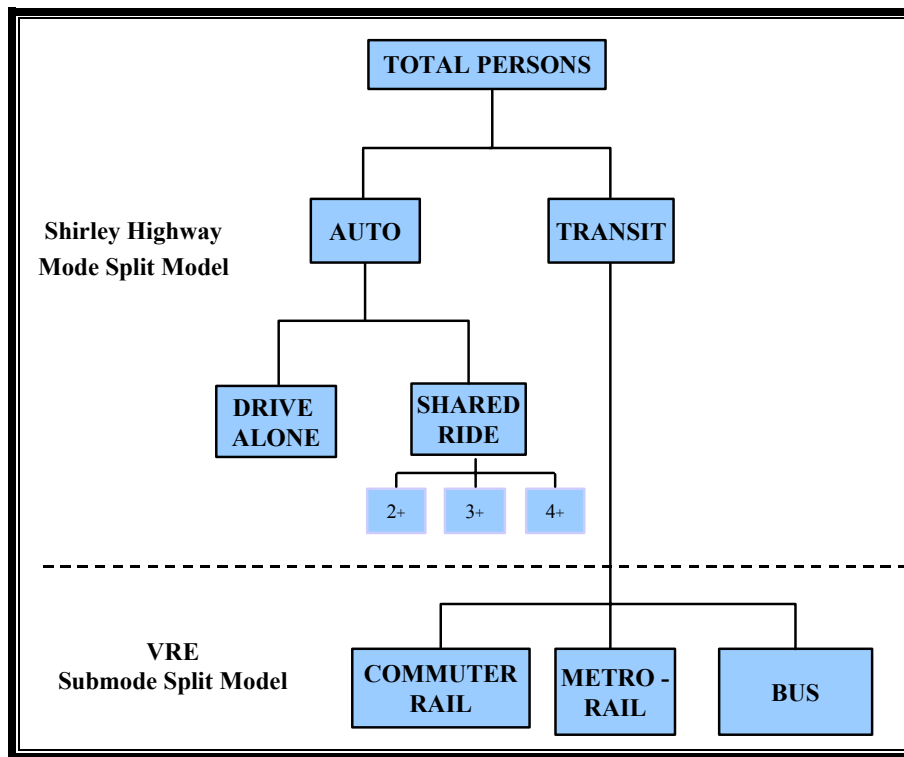 TOTAL PERSONS
Shirley Highway
Mode Split Model
AUTO
TRANSIT
DRIVE
ALONE
SHARED
RIDE
2+
3+
4+
VRE
Submode Split Model
COMMUTER
RAIL
METRO -
RAIL
BUS